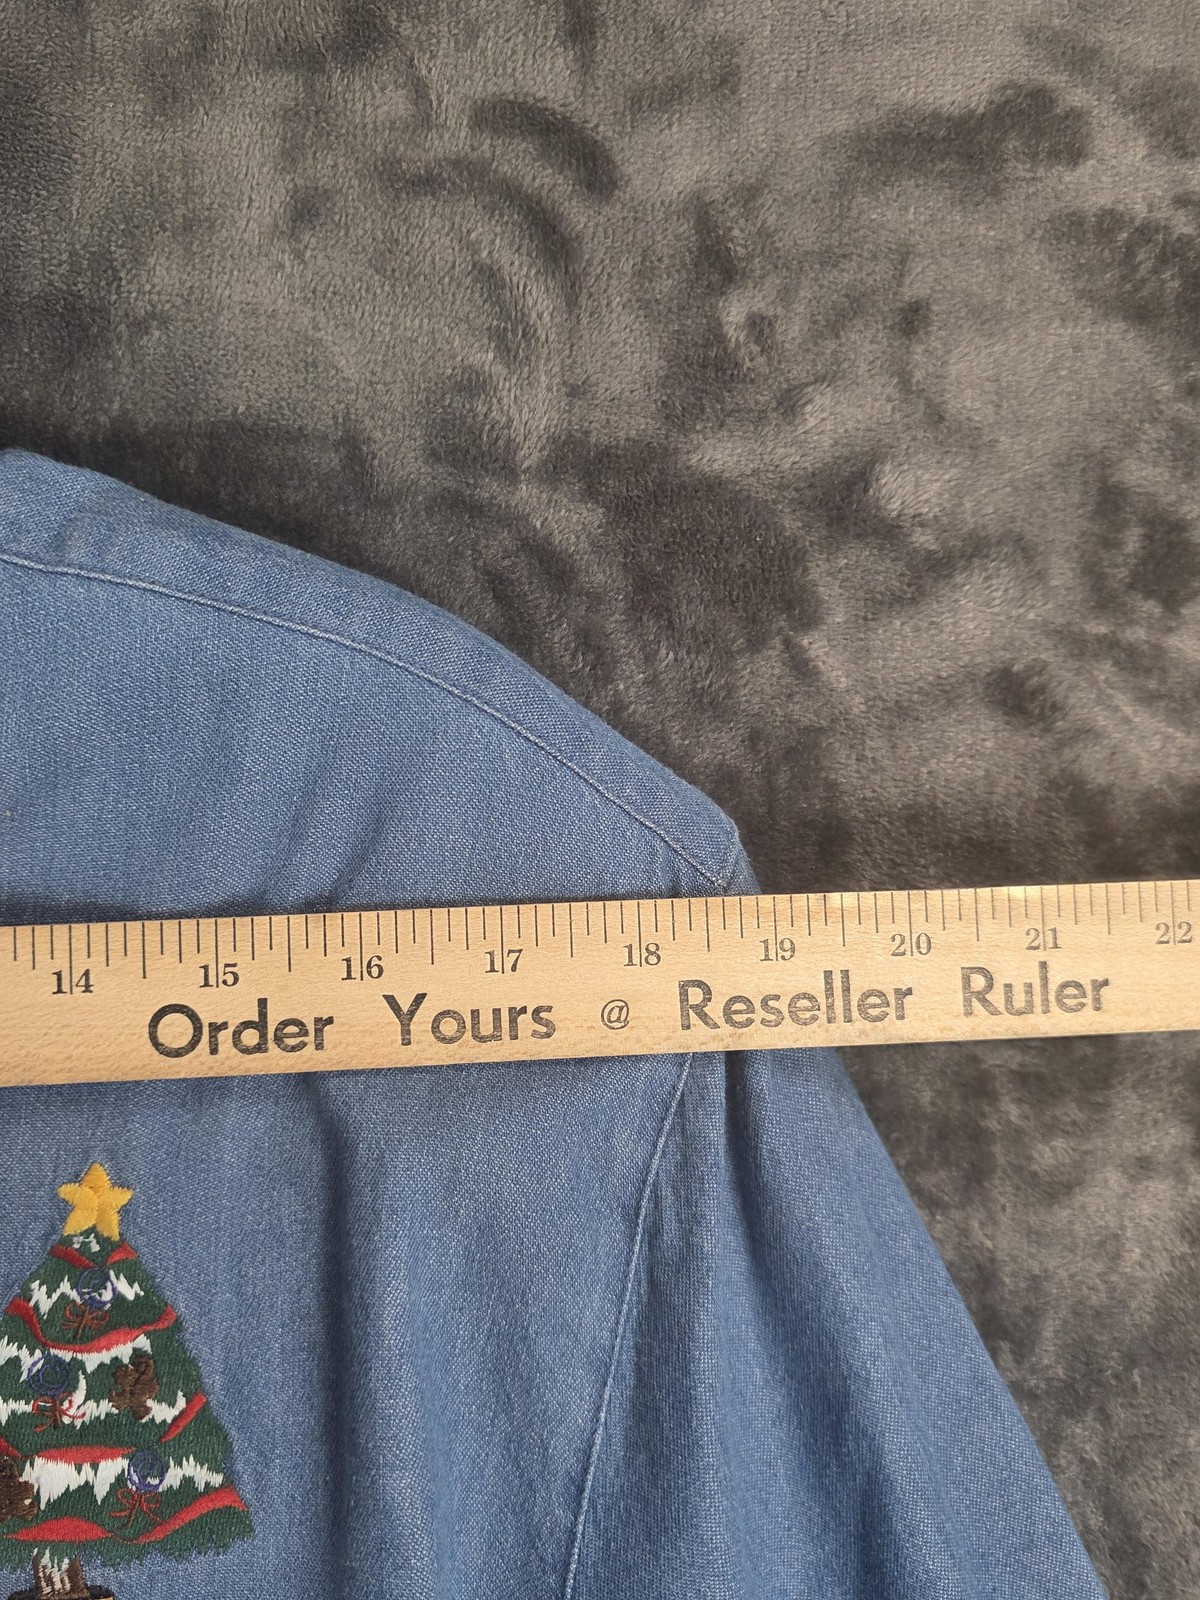 14 15 16 17 18 19 20 21 22
Order Yours @ Reseller Ruler